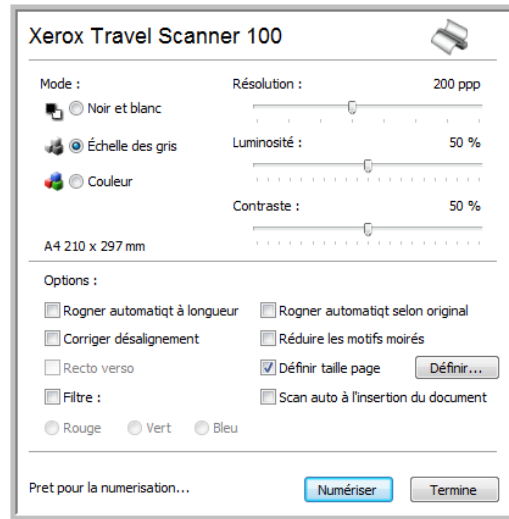 Xerox Travel Scanner 100
Mode :
Résolution : 200 ppp
Noir et blanc
Échelle des gris
Luminosité : 50 %
Couleur
Contraste : 50 %
A4 210 x 297 mm
Options :
Rogner automatiqt à longueur Rogner automatiqt selon original
Corriger désalignement Réduire les motifs moirés
Recto verso Définir taille page Définir...
Filtre : Scan auto à l'insertion du document
Rouge Vert Bleu
Pret pour la numerisation... Numériser Termine